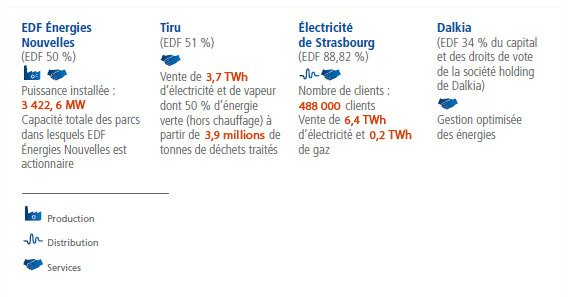 EDF Énergies
Nouvelles
(EDF 50 %)
Puissance installée :
3 422, 6 MW
Capacité totale des parcs
dans lesquels EDF
Énergies Nouvelles est
actionnaire
Tiru
(EDF 51 %)
Vente de 3,7 TWh
d’électricité et de vapeur
dont 50 % d’énergie
verte (hors chauffage) à
partir de 3,9 millions de
tonnes de déchets traités
Électricité
de Strasbourg
(EDF 88,82 %)
Nombre de clients :
488 000 clients
Vente de 6,4 TWh
d’électricité et 0,2 TWh
de gaz
Dalkia
(EDF 34 % du capital
et des droits de vote
de la société holding
de Dalkia)
Gestion optimisée
des énergies
Production
Distribution
Services